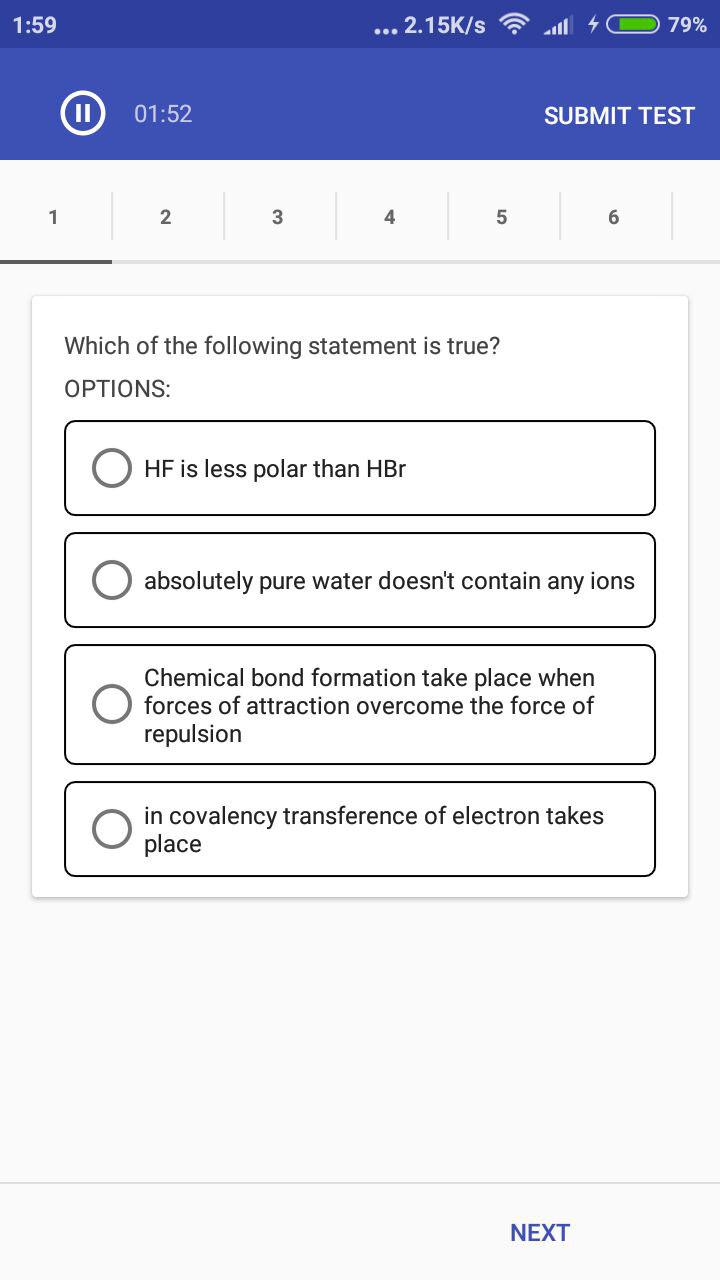 1:59 ... 2.15K/s 79%
01:52 SUBMIT TEST
1 2 3 4 5 6
Which of the following statement is true?
OPTIONS:
HF is less polar than HBr
absolutely pure water doesn't contain any ions
Chemical bond formation take place when
forces of attraction overcome the force of
repulsion
in covalency transference of electron takes
place
NEXT